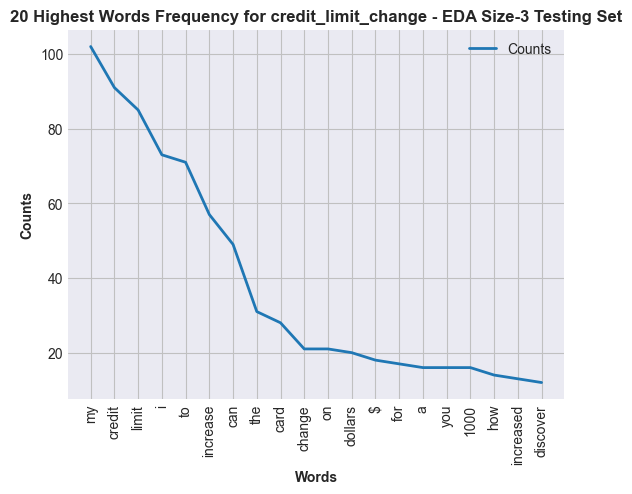 20 Highest Words Frequency for credit_limit_change - EDA Size-3 Testing Set
Counts
100
80
60
40
20
Counts
my
credit
limit
i
to
increase
can
the
card
change
on
dollars
$
for
a
you
1000
how
increased
discover
Words